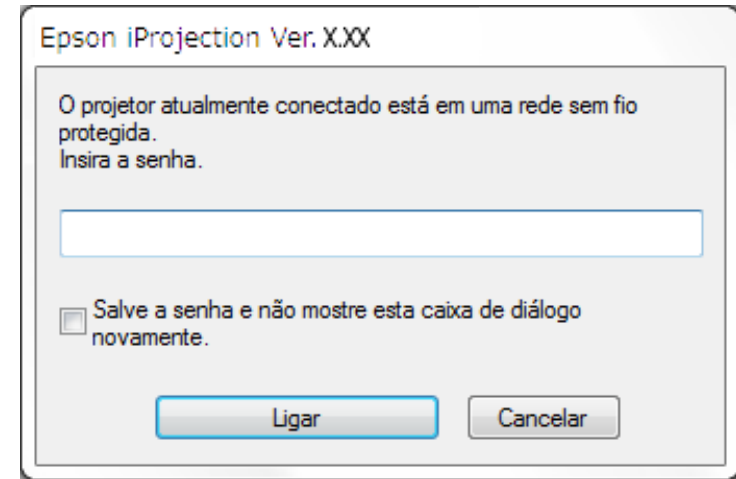 Epson iProjection Ver. X.XX
O projetor atualmente conectado está em uma rede sem fio
protegida.
Insira a senha.
Salve a senha e não mostre esta caixa de diálogo
novamente.
Ligar Cancelar